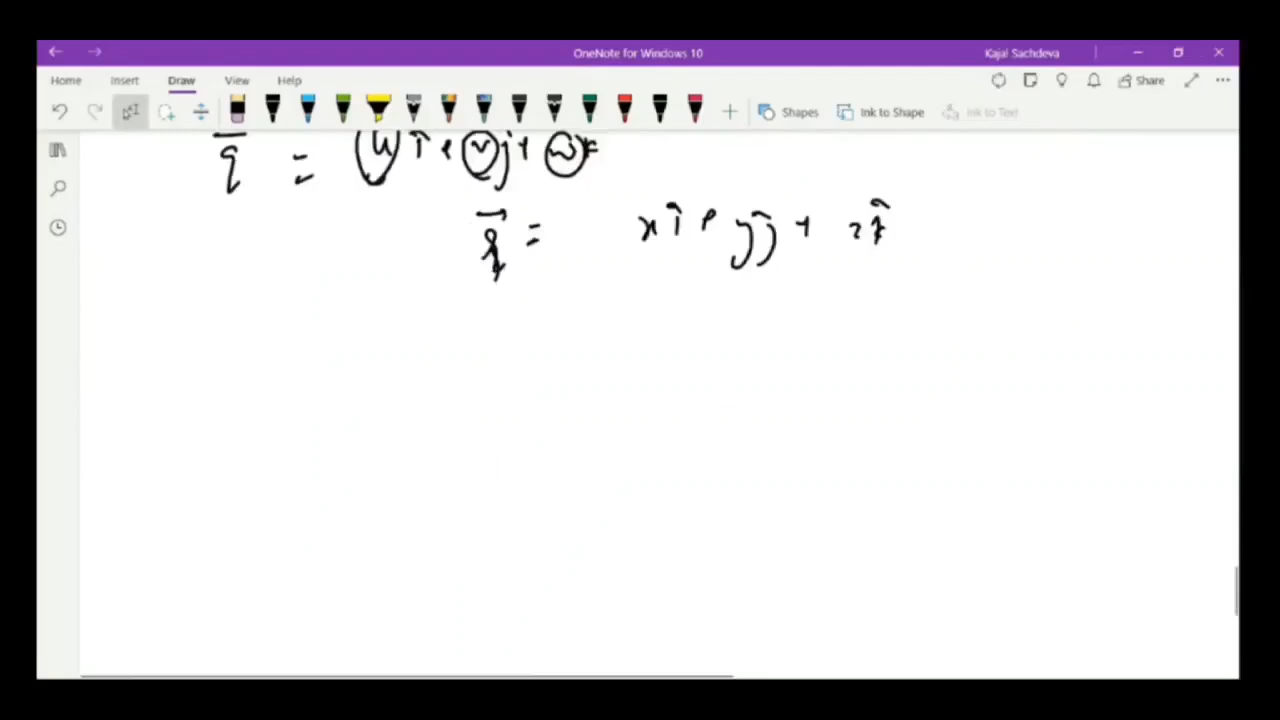 OneNote for Windows 10
Kajal Sachdeva
Home Insert Draw View Help
Share
Shapes Ink to Shape Ink to Text
q̄ = u î + v j + w k
= x î + y ĵ + z k̂